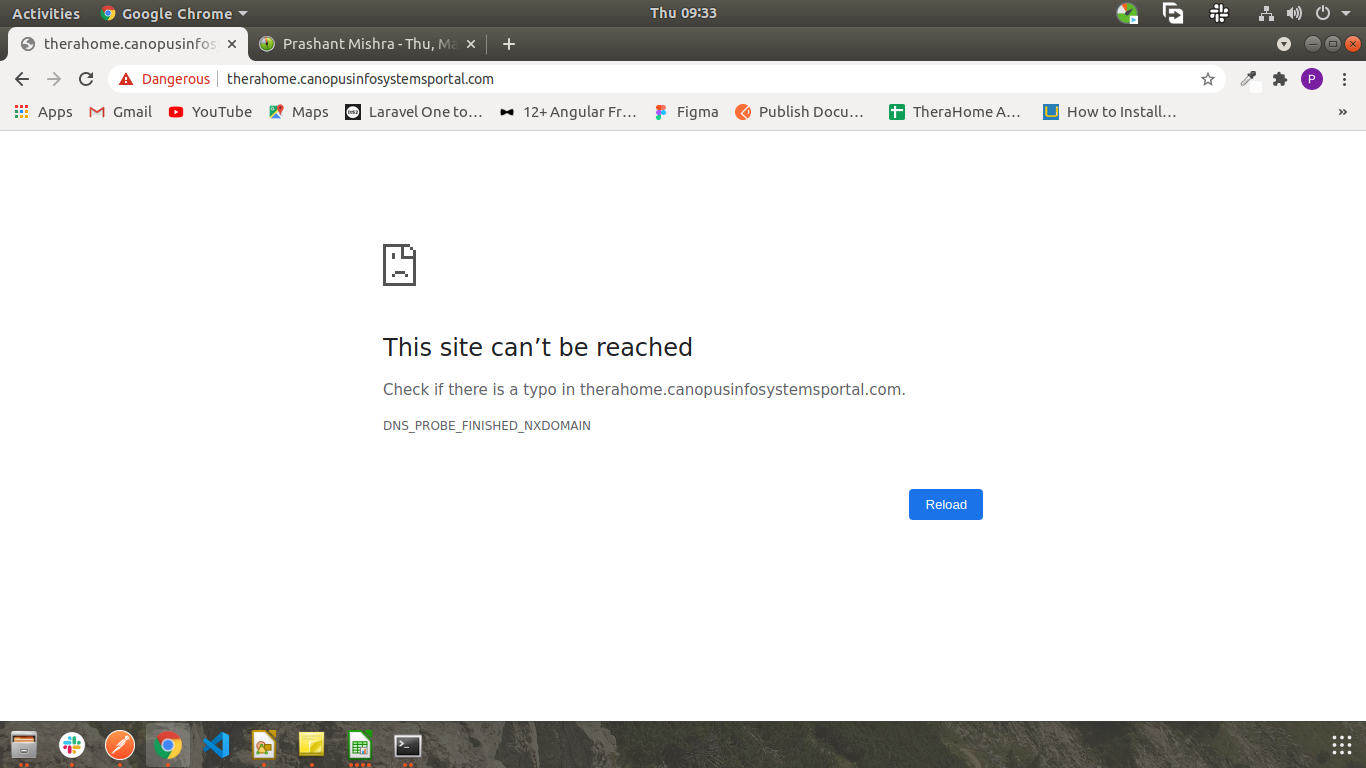 Activities Google Chrome Thu 09:33
therahome.canopusinfos Prashant Mishra - Thu, Ma
Dangerous therahome.canopusinfosystemsportal.com P
Apps Gmail YouTube Maps Laravel One to... 12+ Angular Fr... Figma Publish Docu... TheraHome A... How to Install... »
This site can’t be reached
Check if there is a typo in therahome.canopusinfosystemsportal.com.
DNS_PROBE_FINISHED_NXDOMAIN
Reload